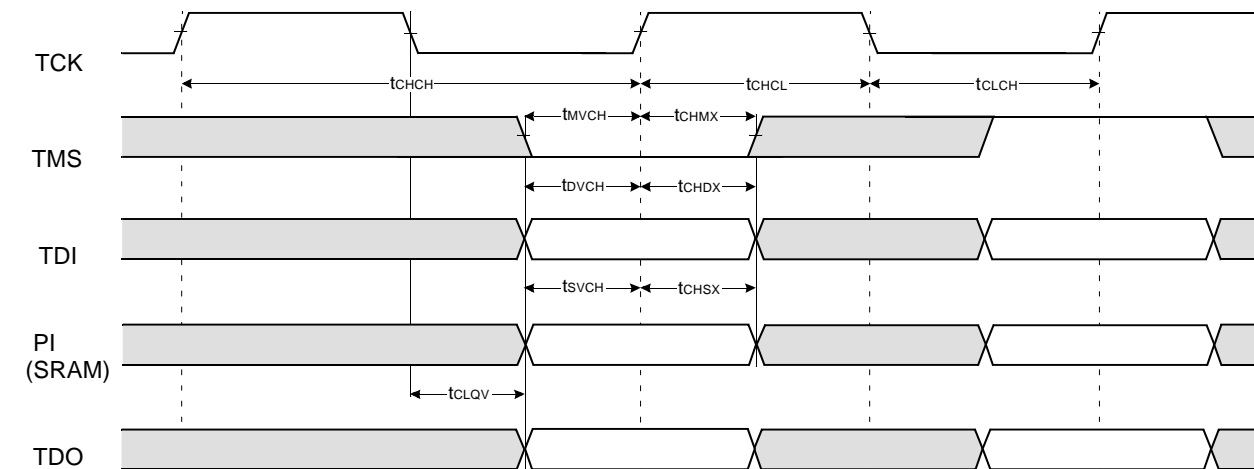 TCK
tCHCH
tCHCL
tCLCH
tMVCH
tCHMX
TMS
tDVCH
tCHDX
TDI
tSVCH
tCHSX
PI
(SRAM)
tCLQV
TDO